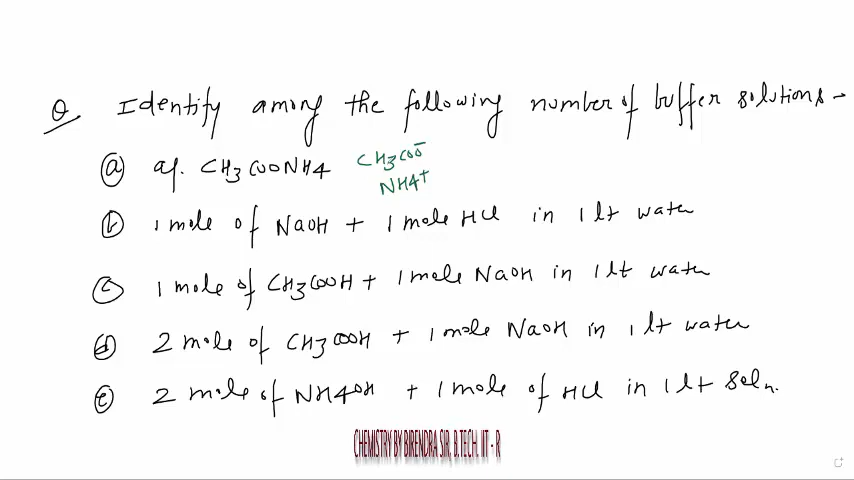 Q Identify among the following number of buffer solutions -
(a) aq. CH3COONH4 CH3COO-
NH4+
(b) 1 mole of NaOH + 1 mole HCl in 1 lt water
(c) 1 mole of CH3COOH + 1 mole NaOH in 1 lt water
(d) 2 mole of CH3COOH + 1 mole NaOH in 1 lt water
(e) 2 mole of NH4OH + 1 mole of HCl in 1 lt Soln.
CHEMISTRY BY BIRENDRA SIR, B.TECH. IIT - R